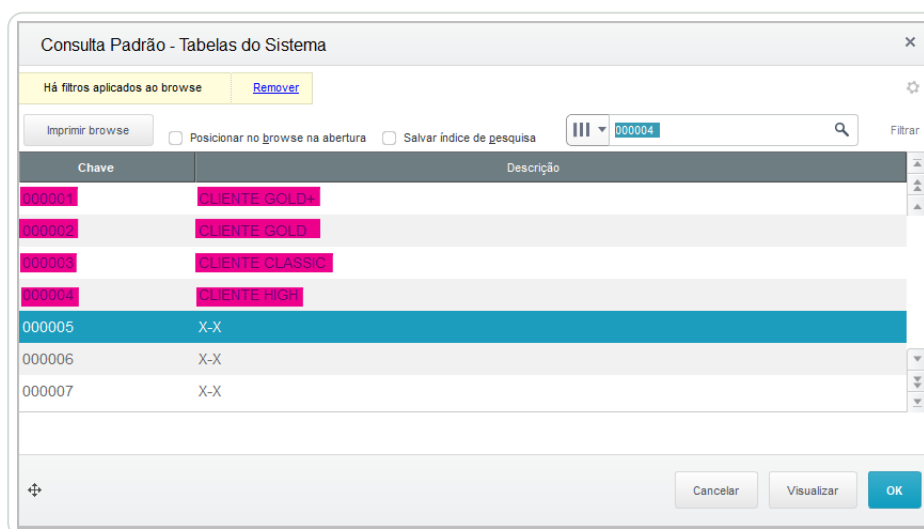 Consulta Padrão - Tabelas do Sistema
Há filtros aplicados ao browse Remover
Imprimir browse Posicionar no browse na abertura Salvar índice de pesquisa 000004 Filtrar
Chave Descrição
000001 CLIENTE GOLD+
000002 CLIENTE GOLD
000003 CLIENTE CLASSIC
000004 CLIENTE HIGH
000005 X-X
000006 X-X
000007 X-X
Cancelar Visualizar OK